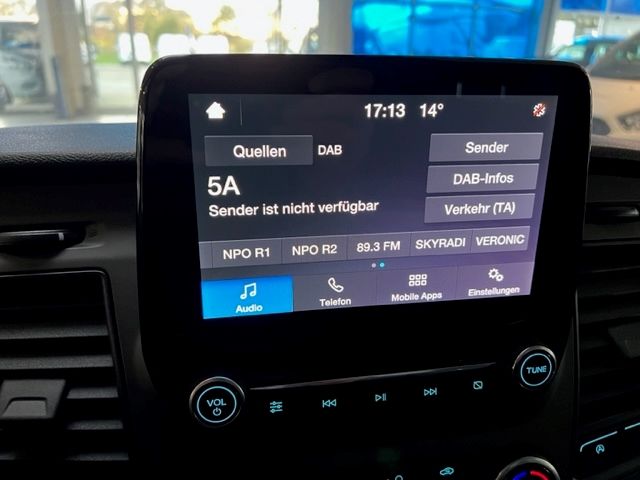 17:13 14°
Quellen DAB Sender
5A DAB-Infos
Sender ist nicht verfügbar Verkehr (TA)
NPO R1 NPO R2 89.3 FM SKYRADI VERONIC
Audio Telefon Mobile Apps Einstellungen
VOL TUNE